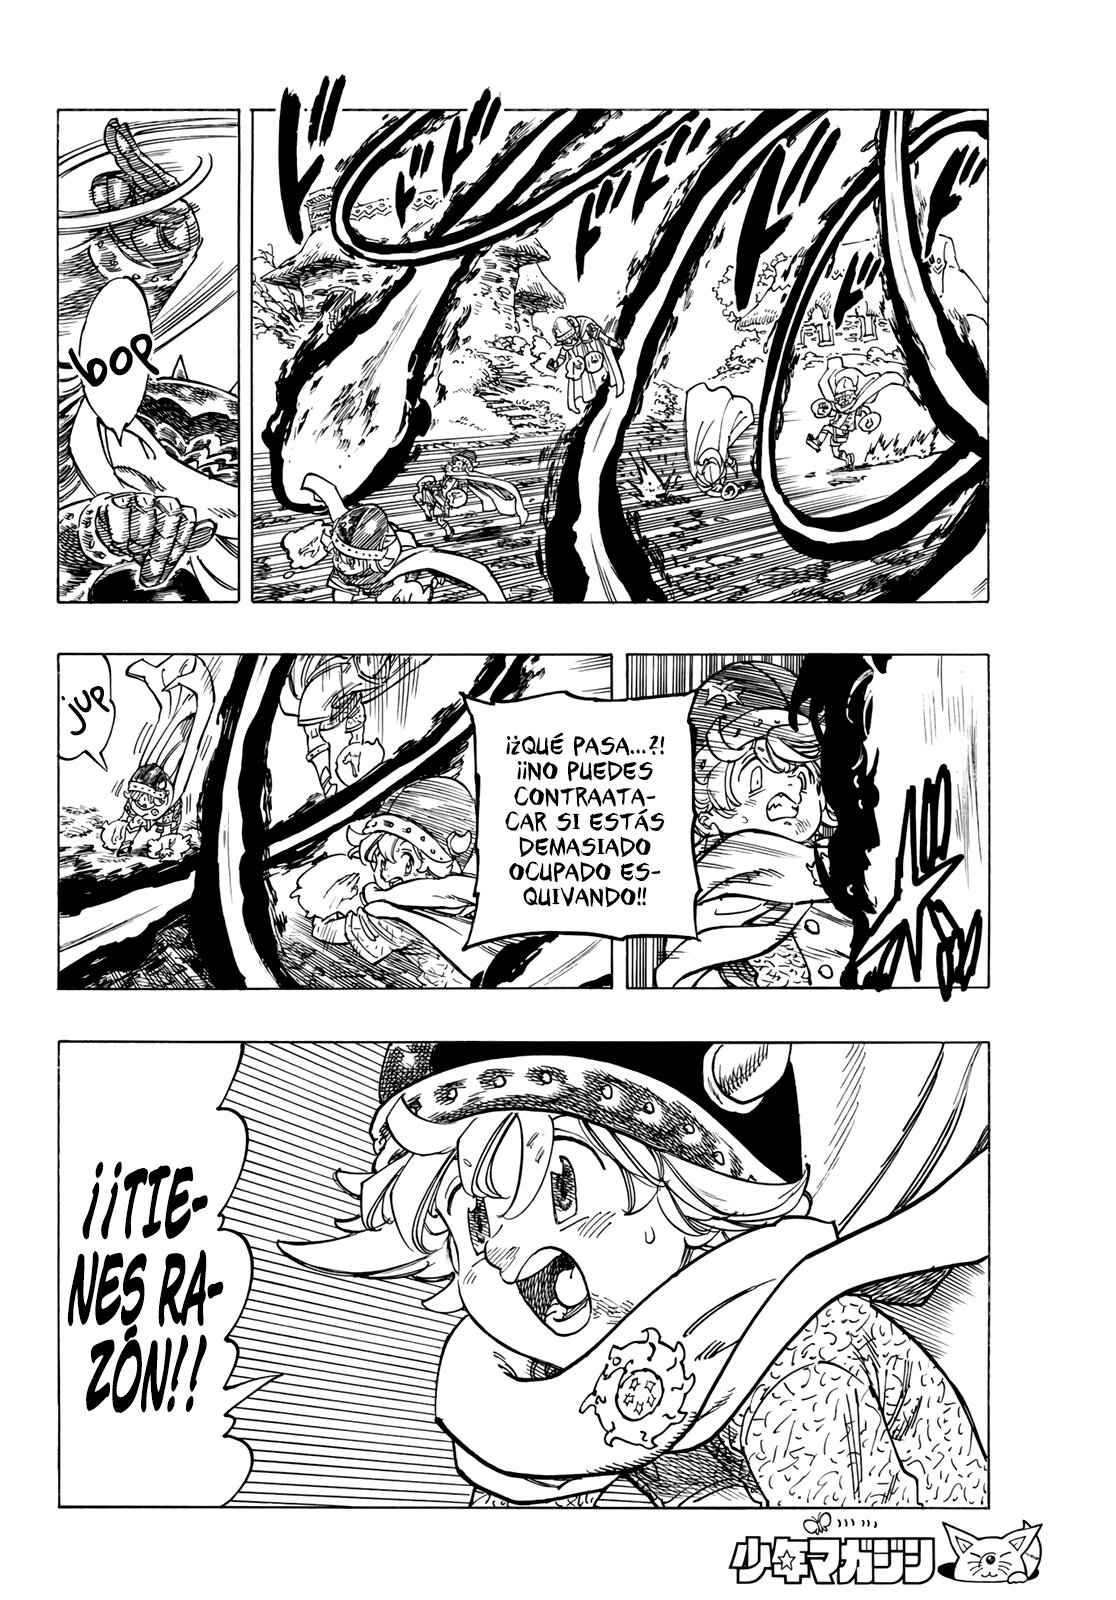 bop
¡¿QUÉ PASA...?!
¡¡NO PUEDES
CONTRAATA-
CAR SI ESTÁS
DEMASIADO
OCUPADO ES-
QUIVANDO!!
jup
¡¡TIE-
NES RA-
ZÓN!!
少年マガジン